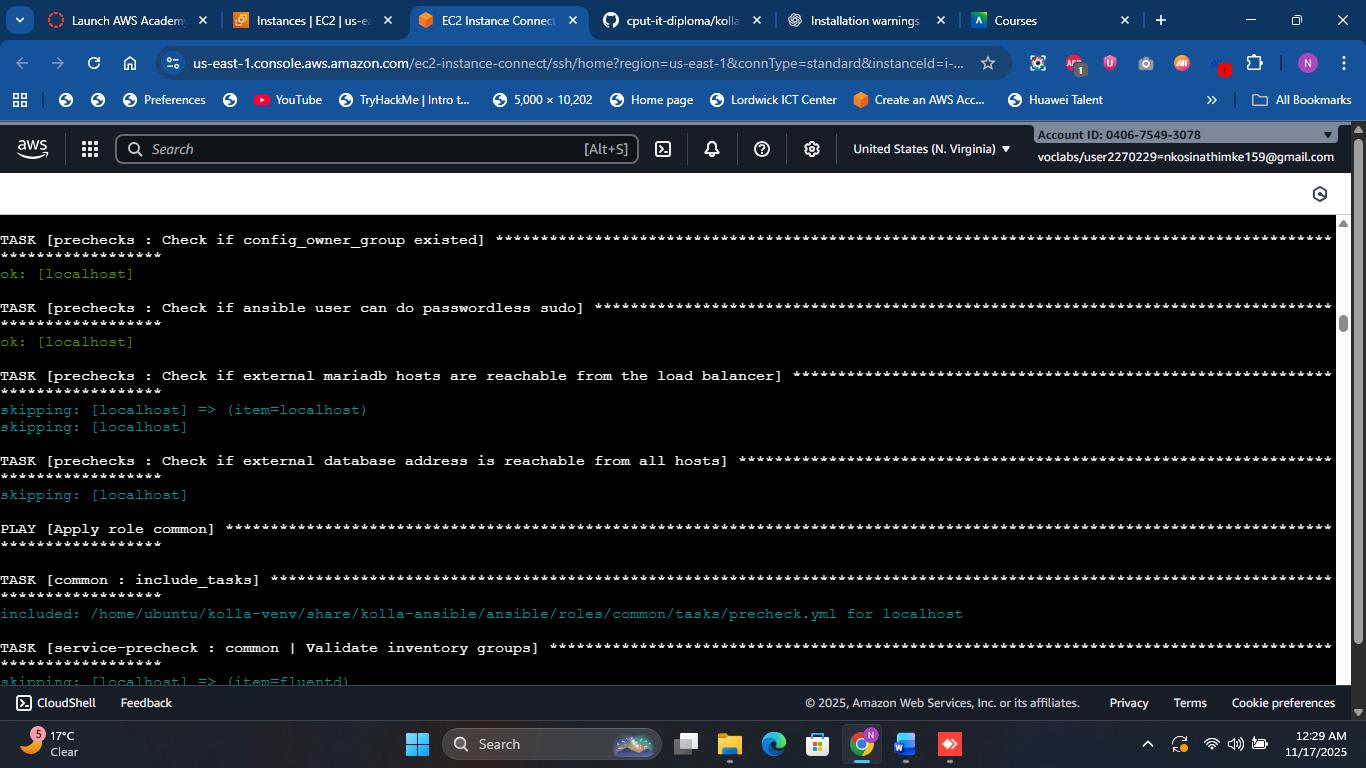 Launch AWS Academy
Instances | EC2 | us-ea
EC2 Instance Connect
cput-it-diploma/kolla
Installation warnings
Courses
us-east-1.console.aws.amazon.com/ec2-instance-connect/ssh/home?region=us-east-1&connType=standard&instanceId=i-...
1
N
Preferences
YouTube
TryHackMe | Intro t...
5,000 × 10,202
Home page
Lordwick ICT Center
Create an AWS Acc...
Huawei Talent
»
All Bookmarks
aws
Search
[Alt+S]
United States (N. Virginia)
Account ID: 0406-7549-3078
voclabs/user2270229=nkosinathimke159@gmail.com
TASK [prechecks : Check if config_owner_group existed] *********************************************************************************************
******************
ok: [localhost]
TASK [prechecks : Check if ansible user can do passwordless sudo] **********************************************************************************
******************
ok: [localhost]
TASK [prechecks : Check if external mariadb hosts are reachable from the load balancer] ************************************************************
******************
skipping: [localhost] => (item=localhost)
skipping: [localhost]
TASK [prechecks : Check if external database address is reachable from all hosts] ******************************************************************
******************
skipping: [localhost]
PLAY [Apply role common] ***************************************************************************************************************************
******************
TASK [common : include_tasks] **********************************************************************************************************************
******************
included: /home/ubuntu/kolla-venv/share/kolla-ansible/ansible/roles/common/tasks/precheck.yml for localhost
TASK [service-precheck : common | Validate inventory groups] ***************************************************************************************
******************
skipping: [localhost] => (item=fluentd)
CloudShell
Feedback
© 2025, Amazon Web Services, Inc. or its affiliates.
Privacy
Terms
Cookie preferences
5
17°C
Clear
Search
N
12:29 AM
11/17/2025